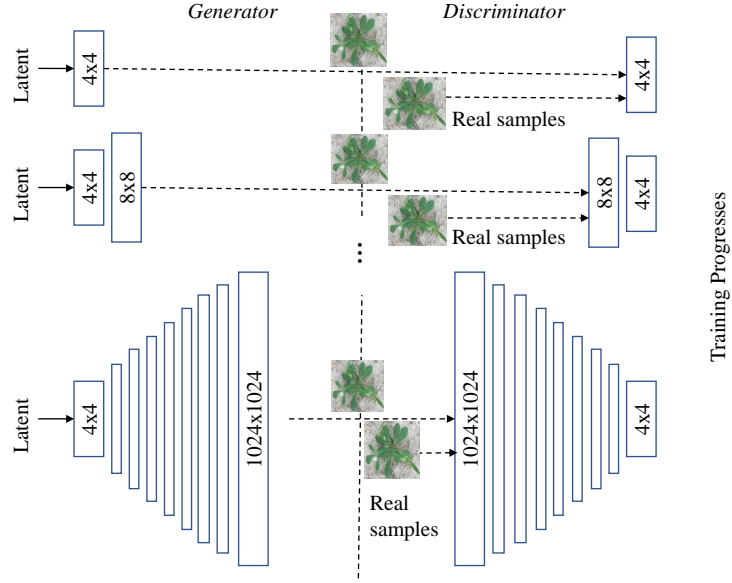 Generator
Discriminator
Latent
4x4
4x4
Real samples
Latent
4x4
8x8
8x8
4x4
Real samples
Training Progresses
Latent
4x4
1024x1024
1024x1024
4x4
Real
samples